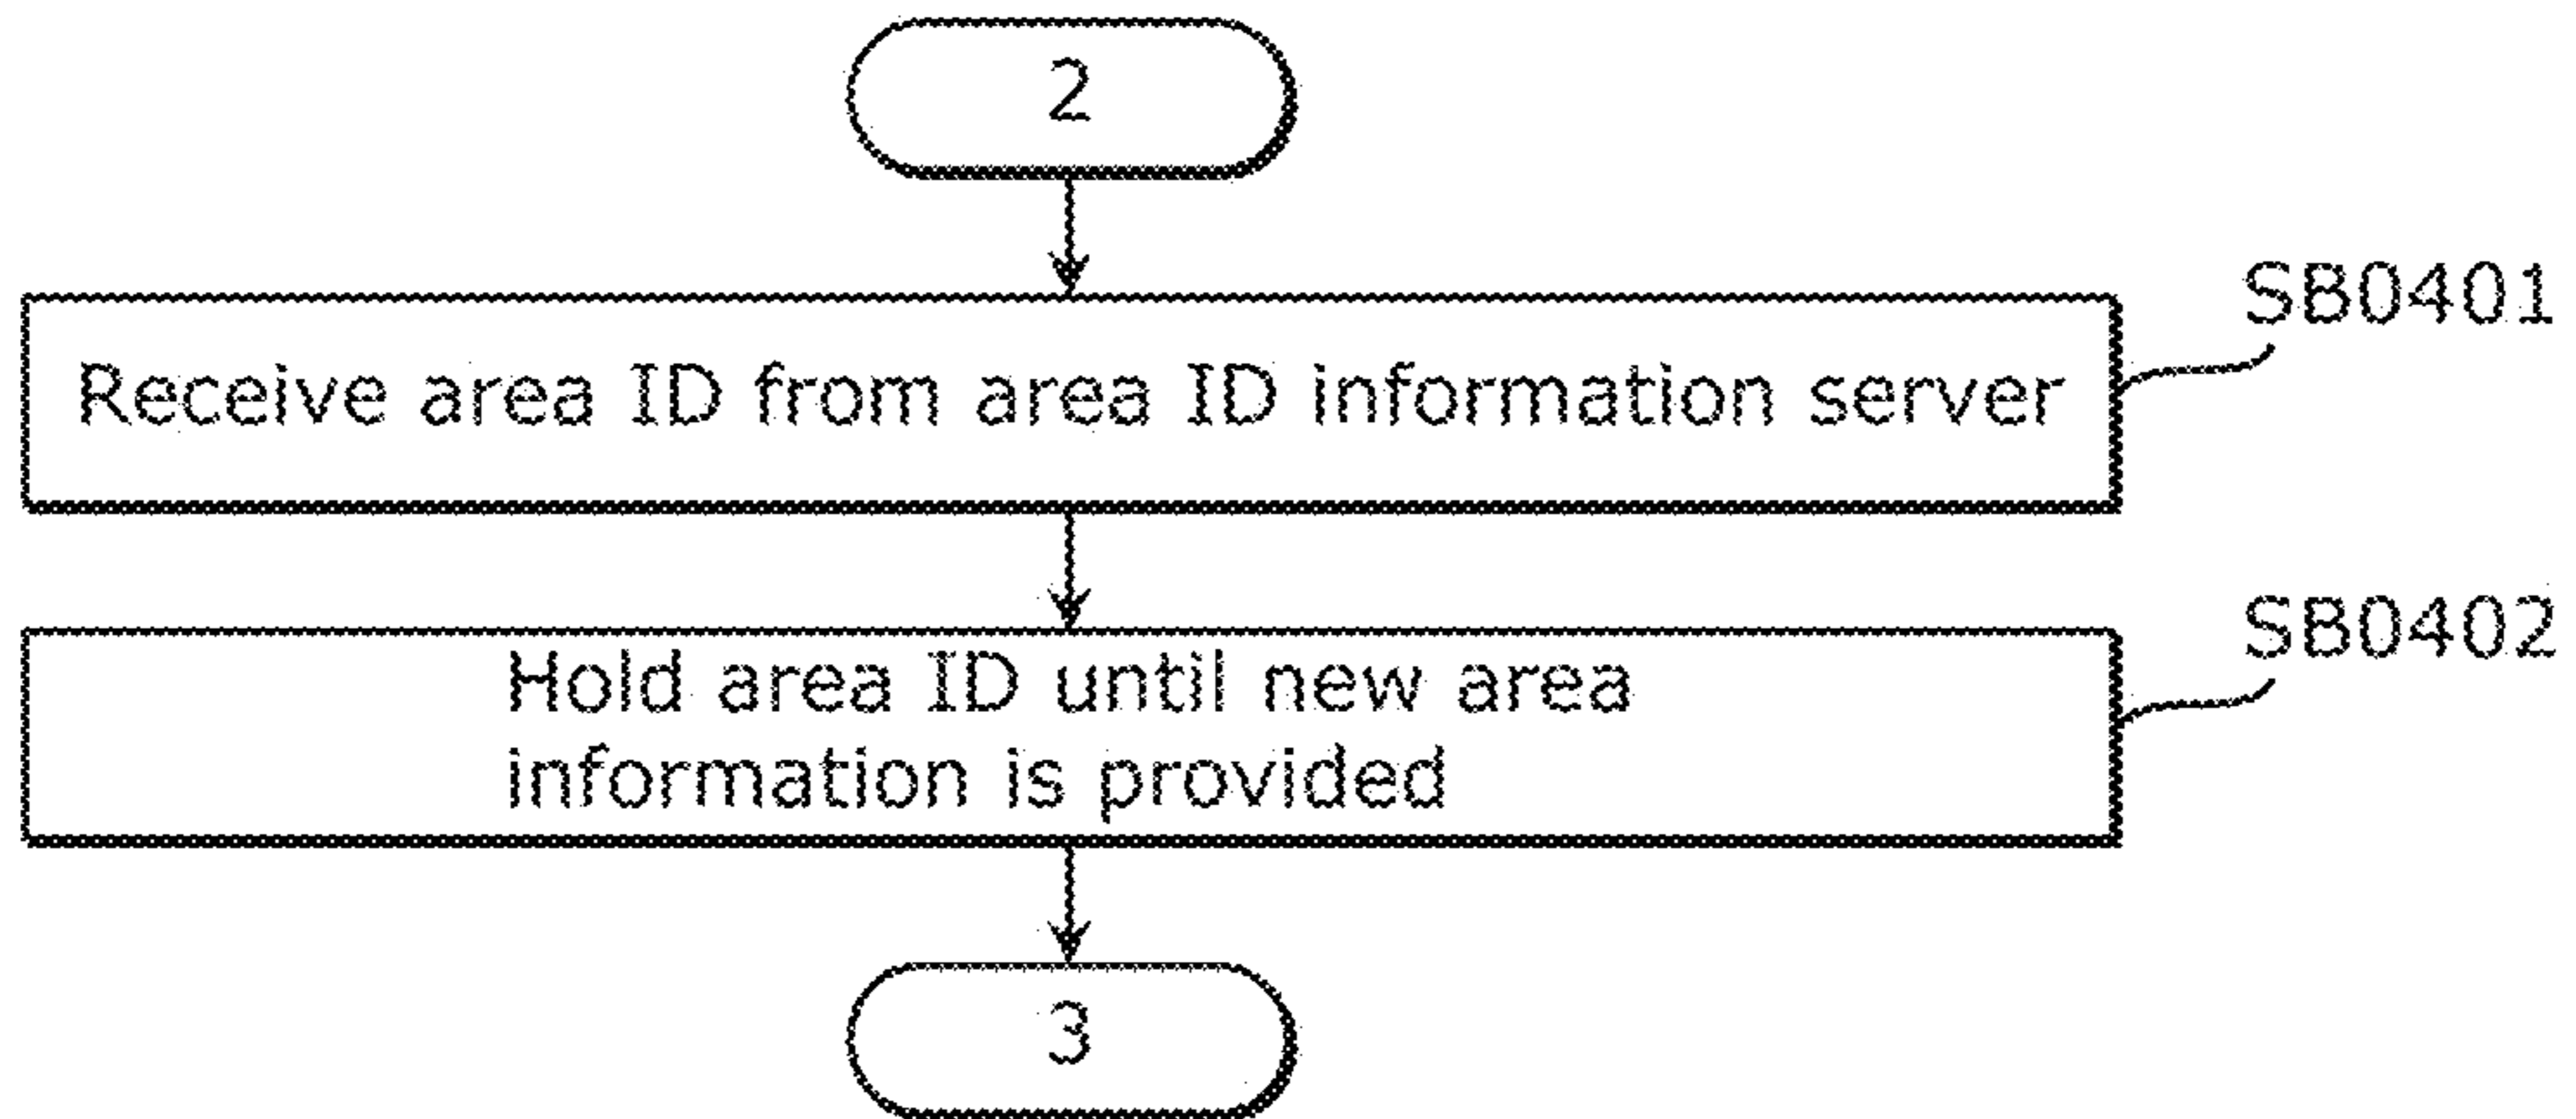 2
SB0401
Receive area ID from area ID information server
SB0402
Hold area ID until new area
information is provided
3